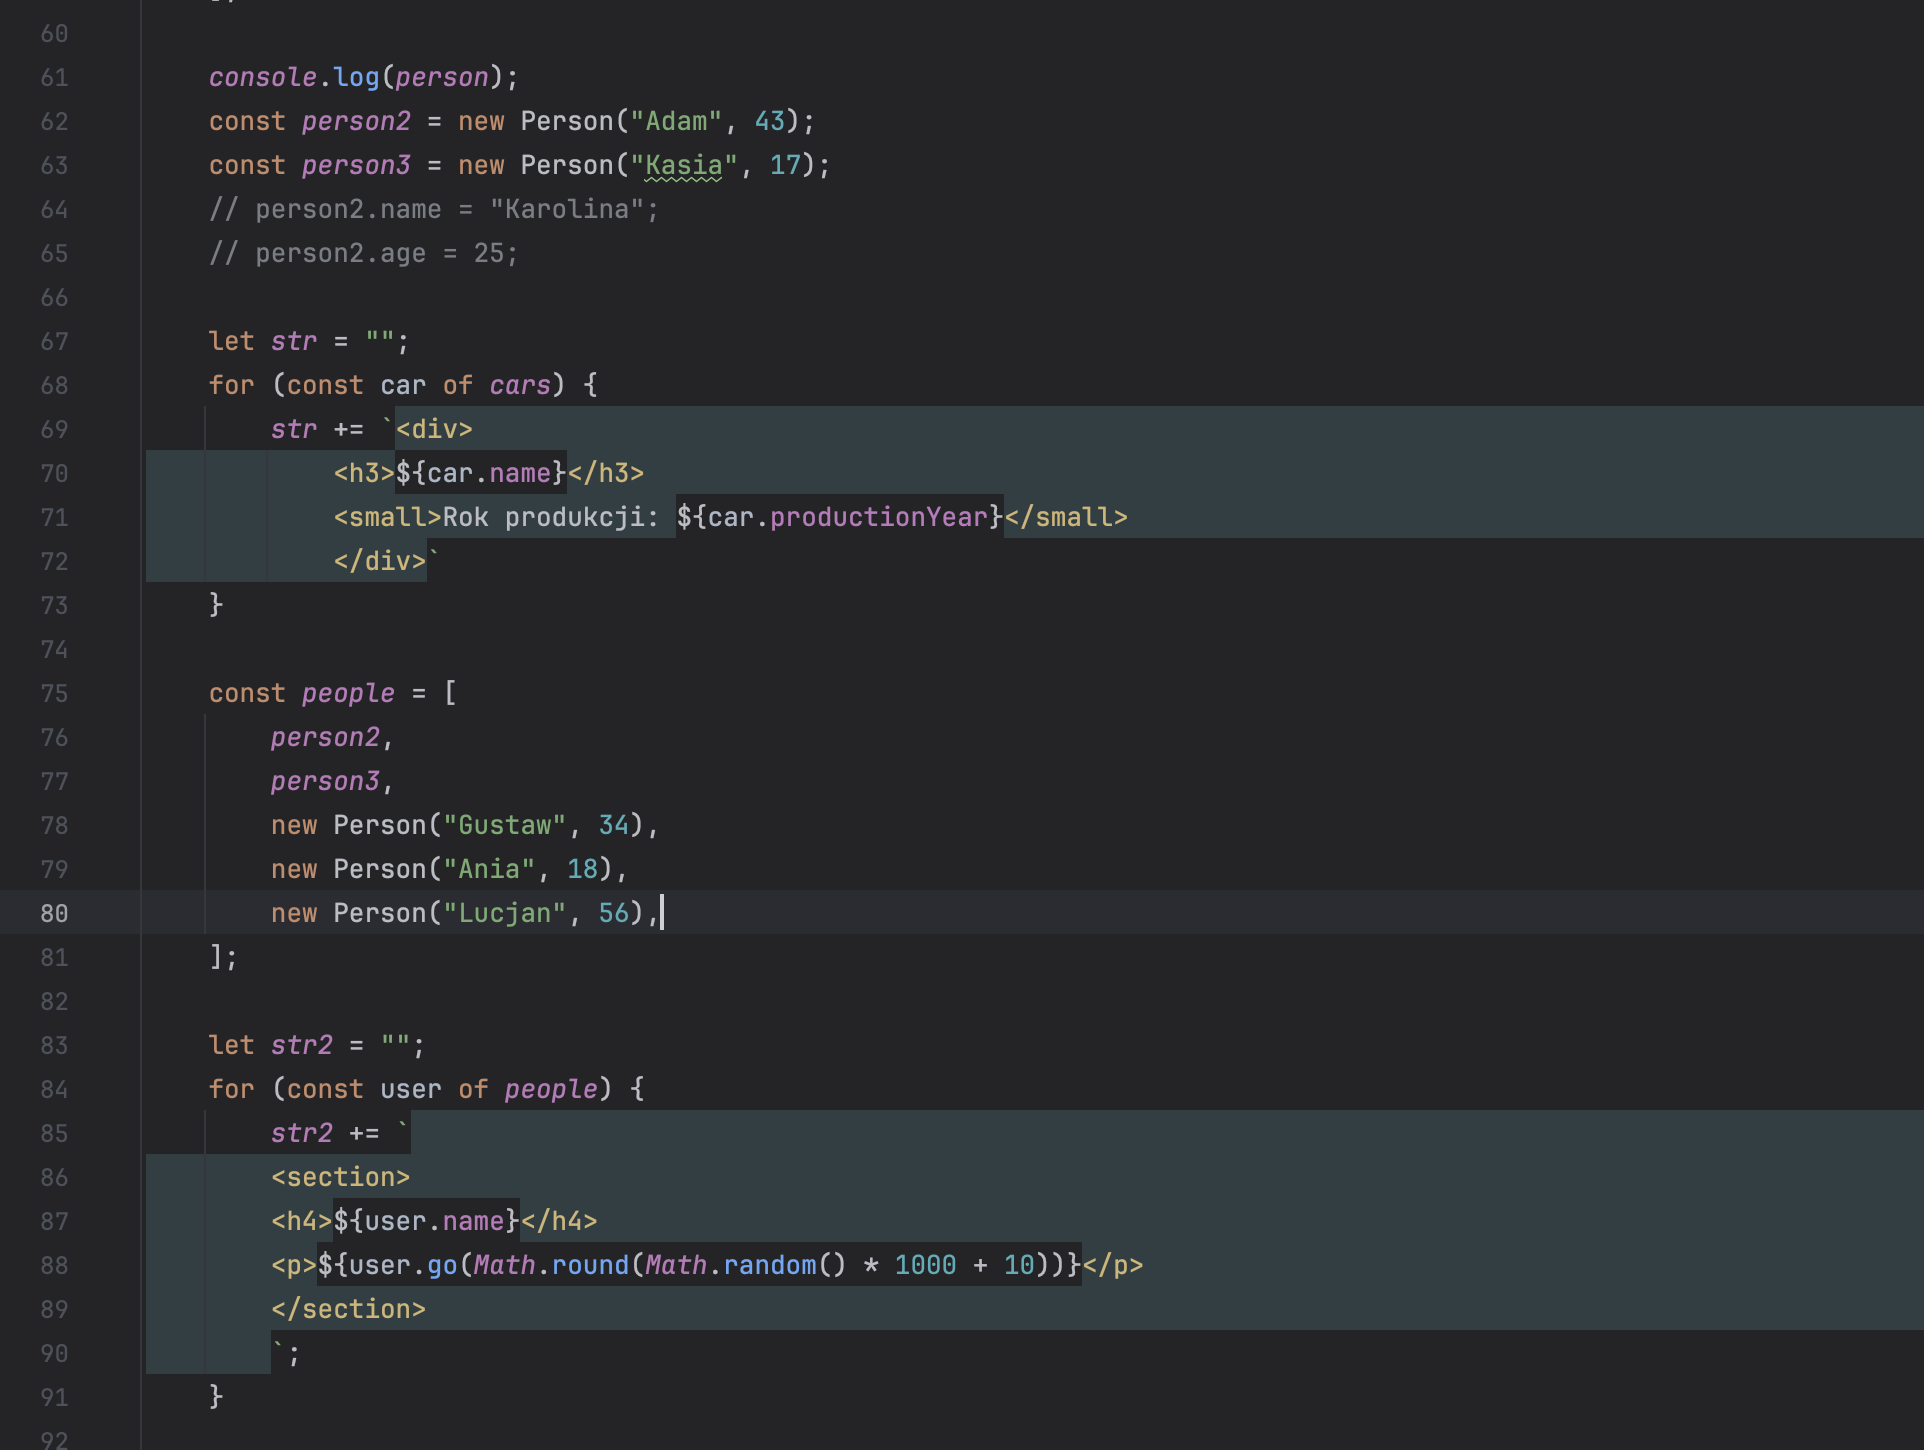 60
61 console.log(person);
62 const person2 = new Person("Adam", 43);
63 const person3 = new Person("Kasia", 17);
64 // person2.name = "Karolina";
65 // person2.age = 25;
66
67 let str = "";
68 for (const car of cars) {
69 str += `<div>
70 <h3>${car.name}</h3>
71 <small>Rok produkcji: ${car.productionYear}</small>
72 </div>`
73 }
74
75 const people = [
76 person2,
77 person3,
78 new Person("Gustaw", 34),
79 new Person("Ania", 18),
80 new Person("Lucjan", 56),
81 ];
82
83 let str2 = "";
84 for (const user of people) {
85 str2 += `
86 <section>
87 <h4>${user.name}</h4>
88 <p>${user.go(Math.round(Math.random() * 1000 + 10))}</p>
89 </section>
90 `;
91 }
92